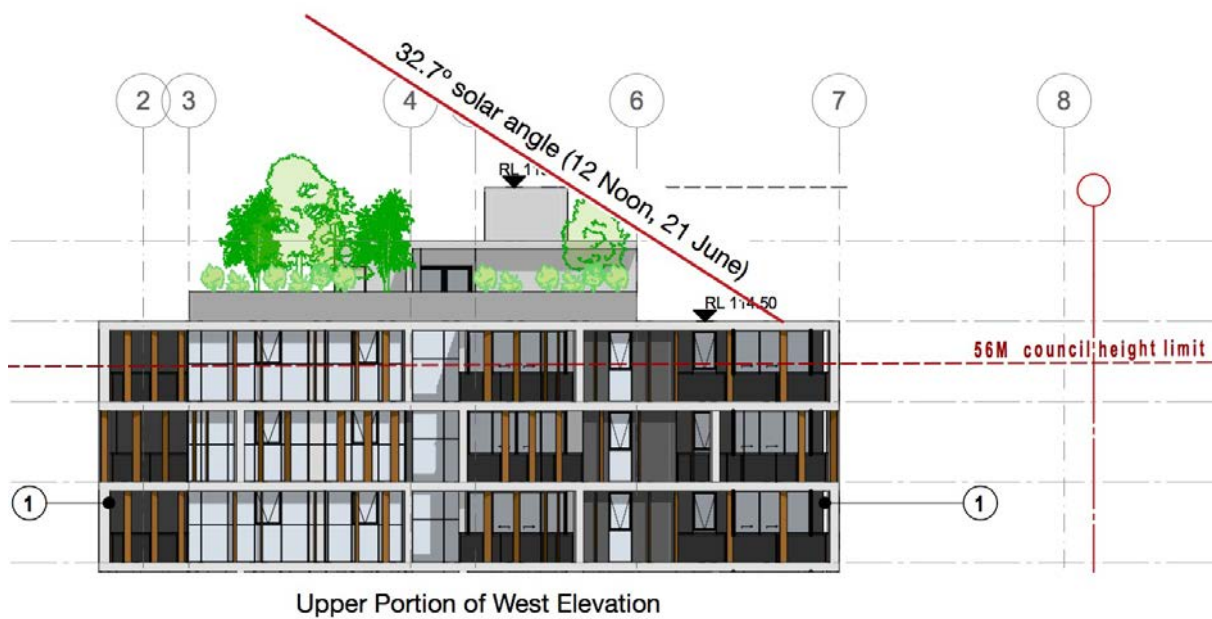 32.7º solar angle (12 Noon, 21 June)
2
3
4
6
7
8
RL 114.50
56M council height limit
1
1
Upper Portion of West Elevation